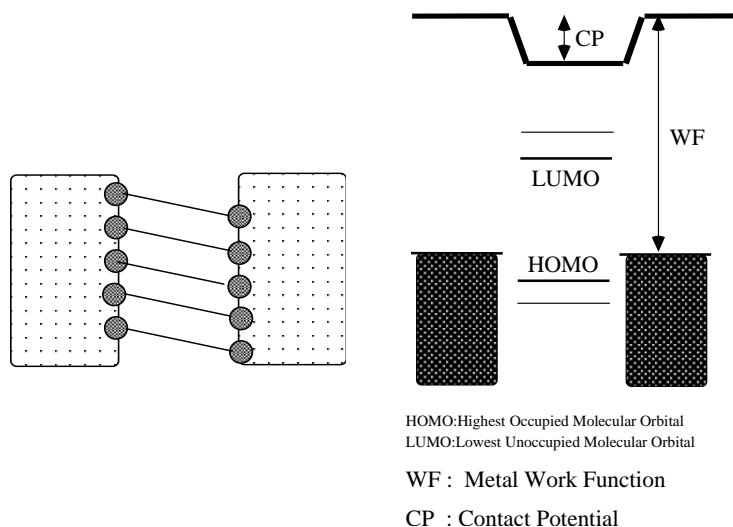 CP
WF
LUMO
HOMO
HOMO:Highest Occupied Molecular Orbital
LUMO:Lowest Unoccupied Molecular Orbital
WF : Metal Work Function
CP : Contact Potential